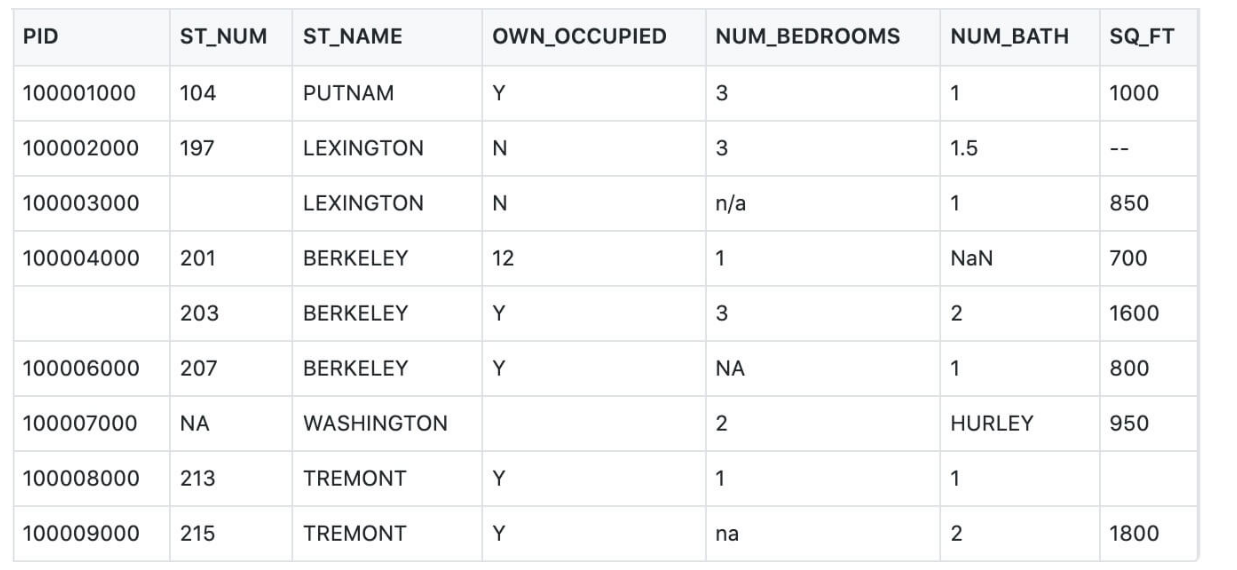 PID ST_NUM ST_NAME OWN_OCCUPIED NUM_BEDROOMS NUM_BATH SQ_FT
100001000 104 PUTNAM Y 3 1 1000
100002000 197 LEXINGTON N 3 1.5 --
100003000 LEXINGTON N n/a 1 850
100004000 201 BERKELEY 12 1 NaN 700
203 BERKELEY Y 3 2 1600
100006000 207 BERKELEY Y NA 1 800
100007000 NA WASHINGTON 2 HURLEY 950
100008000 213 TREMONT Y 1 1
100009000 215 TREMONT Y na 2 1800